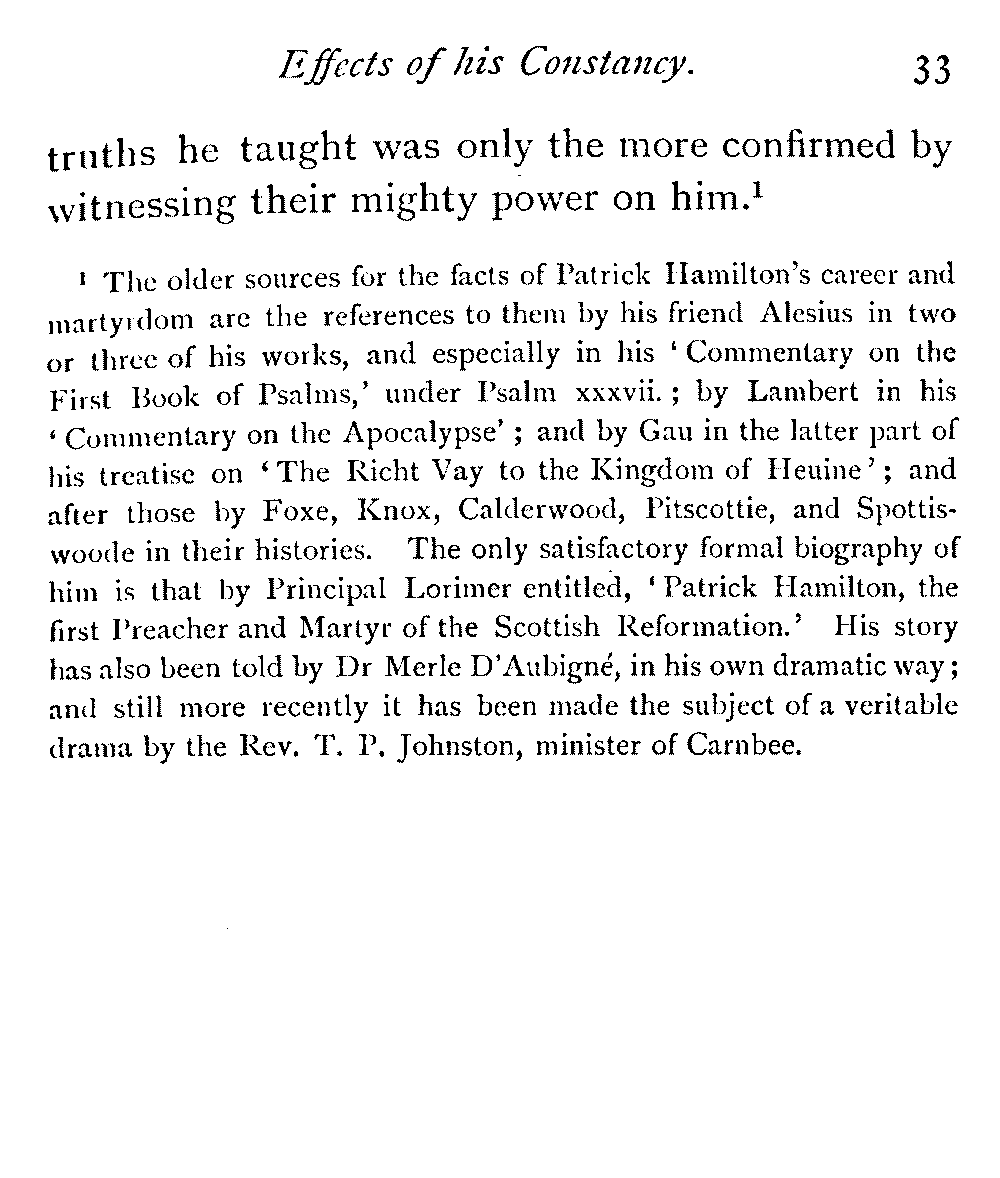 Effects of his Constancy. 33
truths he taught was only the more confirmed by
witnessing their mighty power on him.¹
¹ The older sources for the facts of Patrick Hamilton's career and
martyrdom are the references to them by his friend Alesius in two
or three of his works, and especially in his ‘Commentary on the
First Book of Psalms,’ under Psalm xxxvii. ; by Lambert in his
‘Commentary on the Apocalypse’ ; and by Gau in the latter part of
his treatise on ‘The Richt Vay to the Kingdom of Heuine’ ; and
after those by Foxe, Knox, Calderwood, Pitscottie, and Spottis-
woode in their histories. The only satisfactory formal biography of
him is that by Principal Lorimer entitled, ‘Patrick Hamilton, the
first Preacher and Martyr of the Scottish Reformation.’ His story
has also been told by Dr Merle D'Aubigné, in his own dramatic way ;
and still more recently it has been made the subject of a veritable
drama by the Rev. T. P. Johnston, minister of Carnbee.